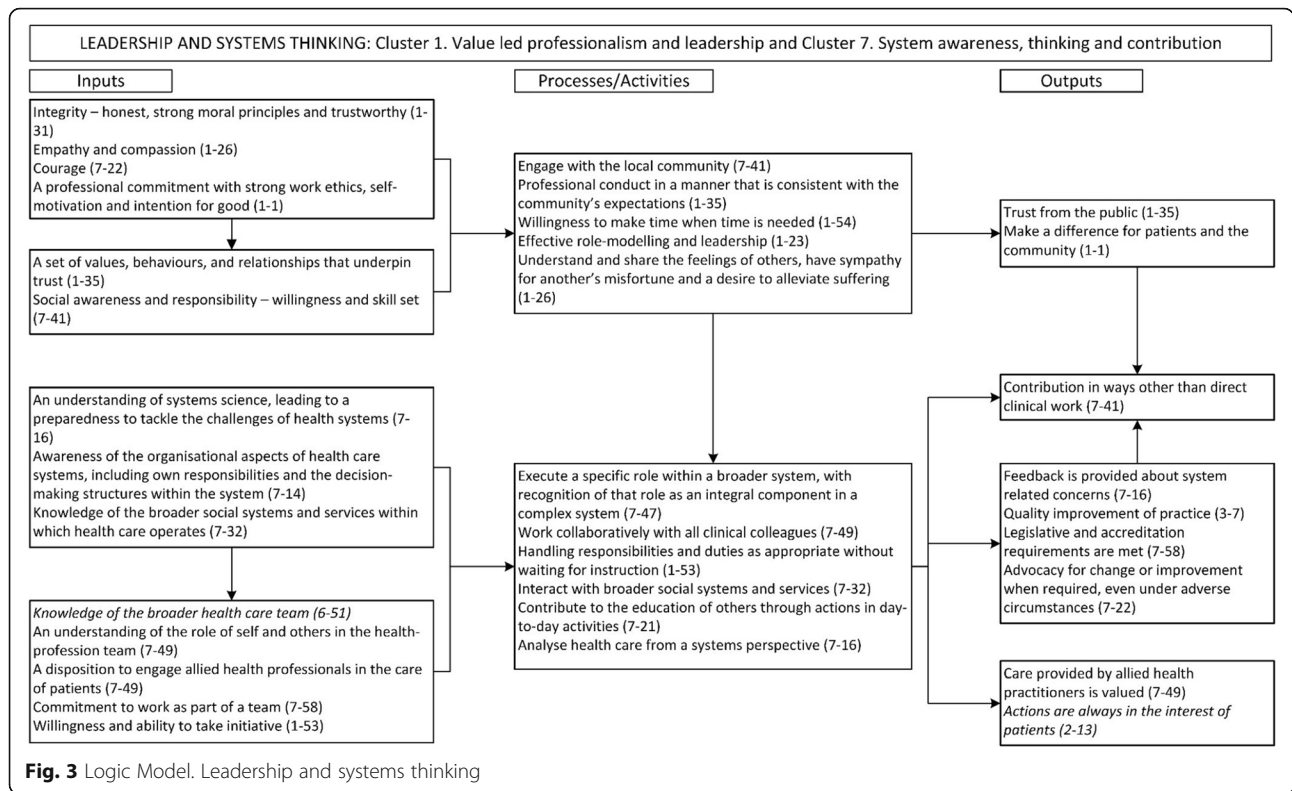 LEADERSHIP AND SYSTEMS THINKING: Cluster 1. Value led professionalism and leadership and Cluster 7. System awareness, thinking and contribution
Inputs
Processes/Activities
Outputs
Integrity – honest, strong moral principles and trustworthy (1-
31)
Empathy and compassion (1-26)
Courage (7-22)
A professional commitment with strong work ethics, self-
motivation and intention for good (1-1)
A set of values, behaviours, and relationships that underpin
trust (1-35)
Social awareness and responsibility – willingness and skill set
(7-41)
An understanding of systems science, leading to a
preparedness to tackle the challenges of health systems (7-
16)
Awareness of the organisational aspects of health care
systems, including own responsibilities and the decision-
making structures within the system (7-14)
Knowledge of the broader social systems and services within
which health care operates (7-32)
Knowledge of the broader health care team (6-51)
An understanding of the role of self and others in the health-
profession team (7-49)
A disposition to engage allied health professionals in the care
of patients (7-49)
Commitment to work as part of a team (7-58)
Willingness and ability to take initiative (1-53)
Engage with the local community (7-41)
Professional conduct in a manner that is consistent with the
community's expectations (1-35)
Willingness to make time when time is needed (1-54)
Effective role-modelling and leadership (1-23)
Understand and share the feelings of others, have sympathy
for another's misfortune and a desire to alleviate suffering
(1-26)
Execute a specific role within a broader system, with
recognition of that role as an integral component in a
complex system (7-47)
Work collaboratively with all clinical colleagues (7-49)
Handling responsibilities and duties as appropriate without
waiting for instruction (1-53)
Interact with broader social systems and services (7-32)
Contribute to the education of others through actions in day-
to-day activities (7-21)
Analyse health care from a systems perspective (7-16)
Trust from the public (1-35)
Make a difference for patients and the
community (1-1)
Contribution in ways other than direct
clinical work (7-41)
Feedback is provided about system
related concerns (7-16)
Quality improvement of practice (3-7)
Legislative and accreditation
requirements are met (7-58)
Advocacy for change or improvement
when required, even under adverse
circumstances (7-22)
Care provided by allied health
practitioners is valued (7-49)
Actions are always in the interest of
patients (2-13)
Fig. 3 Logic Model. Leadership and systems thinking